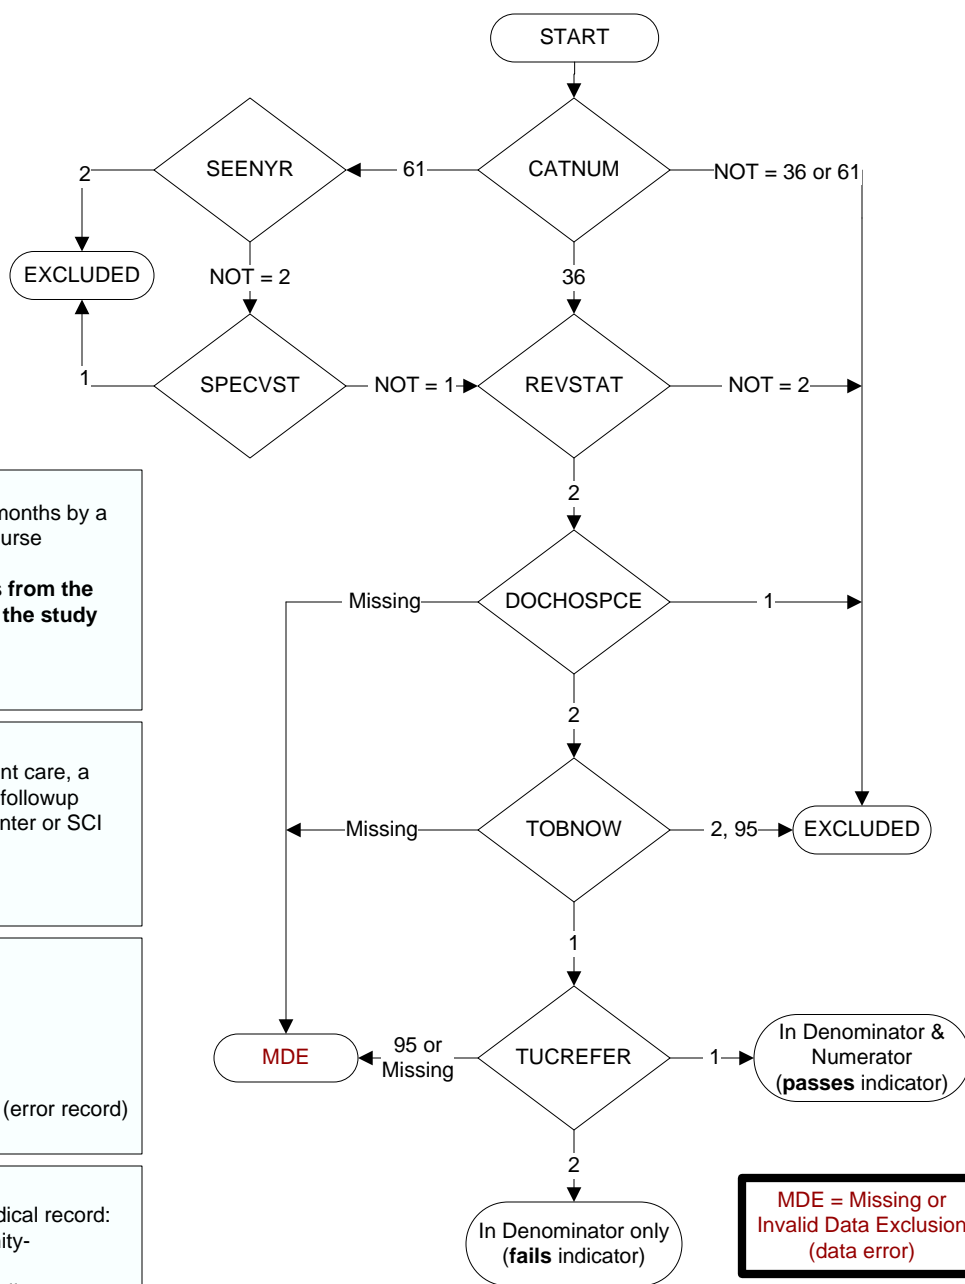 START
SEENYR
61
CATNUM
NOT = 36 or 61
2
EXCLUDED
NOT = 2
36
1
SPECVST
NOT = 1
REVSTAT
NOT = 2
2
months by a
urse
s from the
the study
Missing
DOCHOSPCE
1
2
nt care, a
followup
nter or SCI
Missing
TOBNOW
2, 95
EXCLUDED
1
(error record)
MDE
95 or
Missing
TUCREFER
1
In Denominator &
Numerator
(passes indicator)
2
dical record:
nity-
In Denominator only
(fails indicator)
MDE = Missing or
Invalid Data Exclusion
(data error)